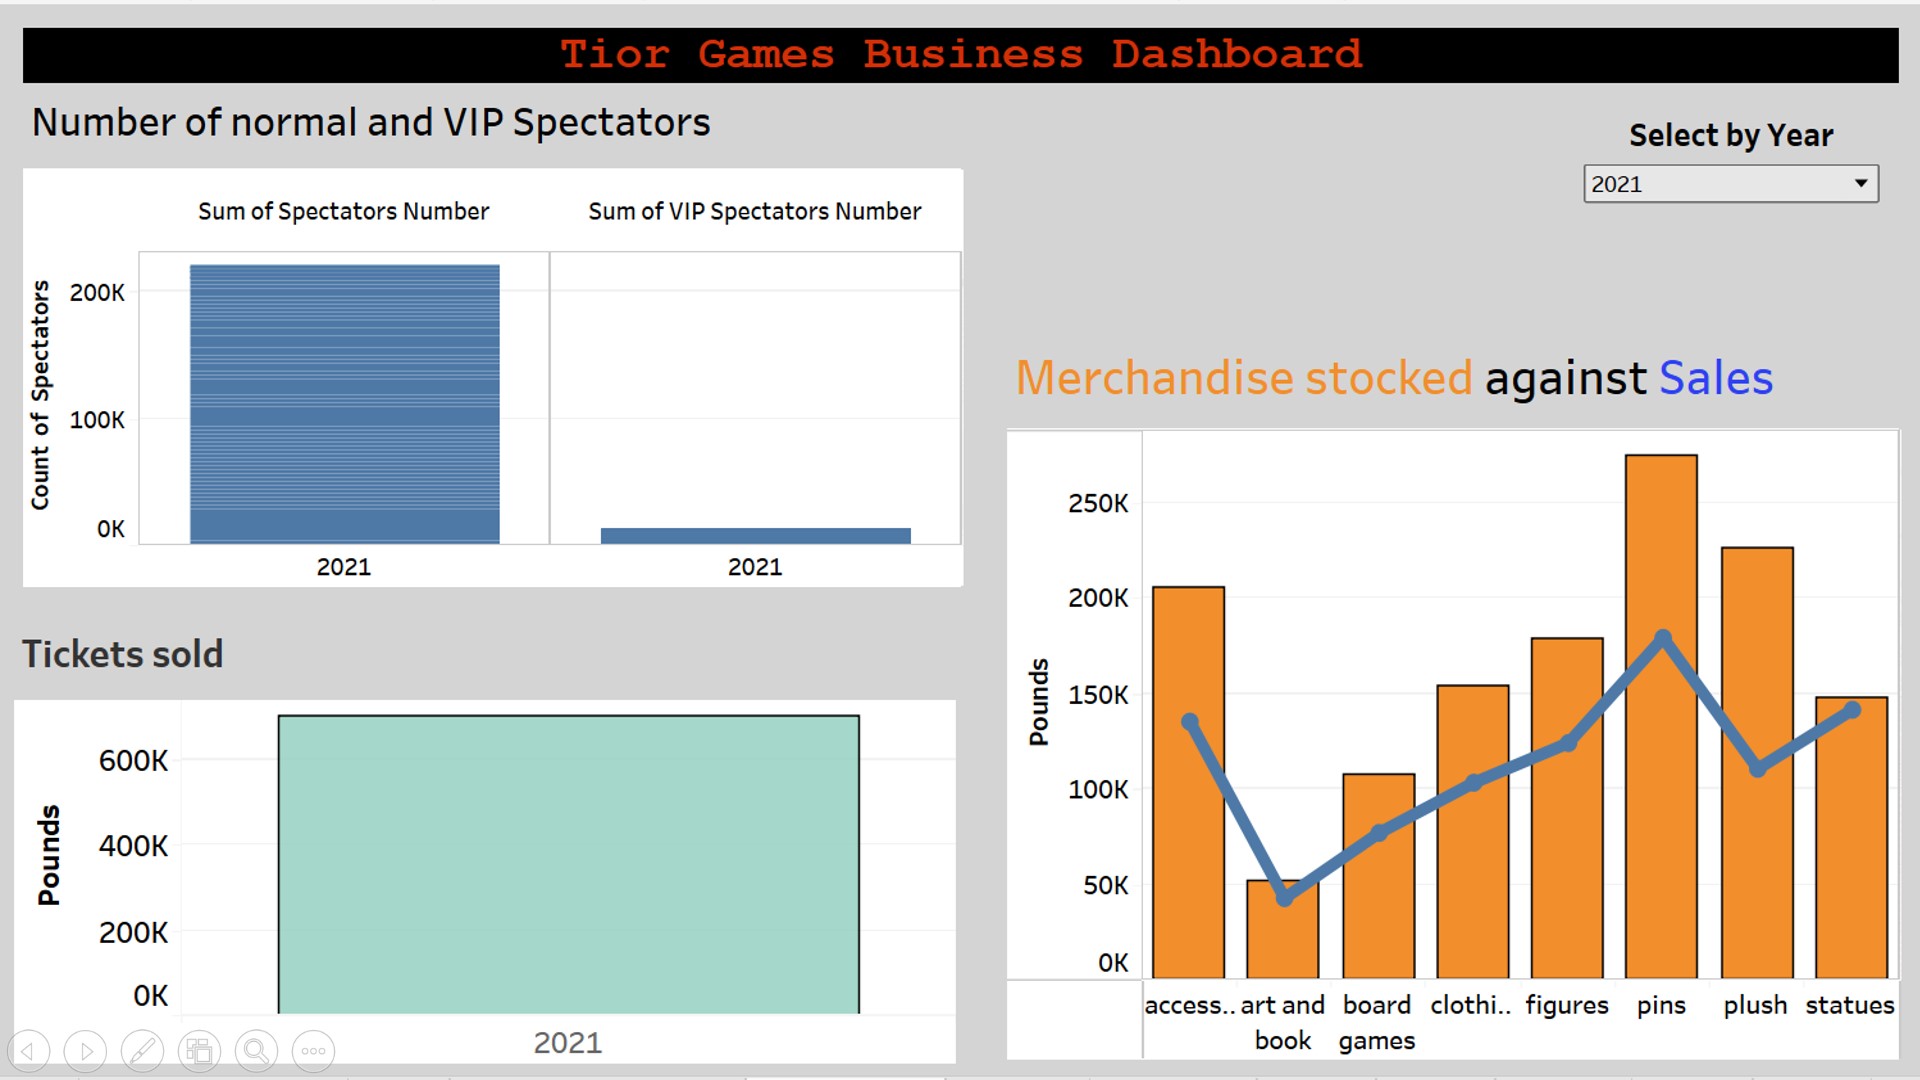 Tior Games Business Dashboard
Number of normal and VIP Spectators
Select by Year
2021
Sum of Spectators Number
Sum of VIP Spectators Number
Count of Spectators
200K
100K
0K
2021
2021
Merchandise stocked against Sales
Pounds
250K
200K
150K
100K
50K
0K
access..
art and
book
board
games
clothi..
figures
pins
plush
statues
Tickets sold
Pounds
600K
400K
200K
0K
2021